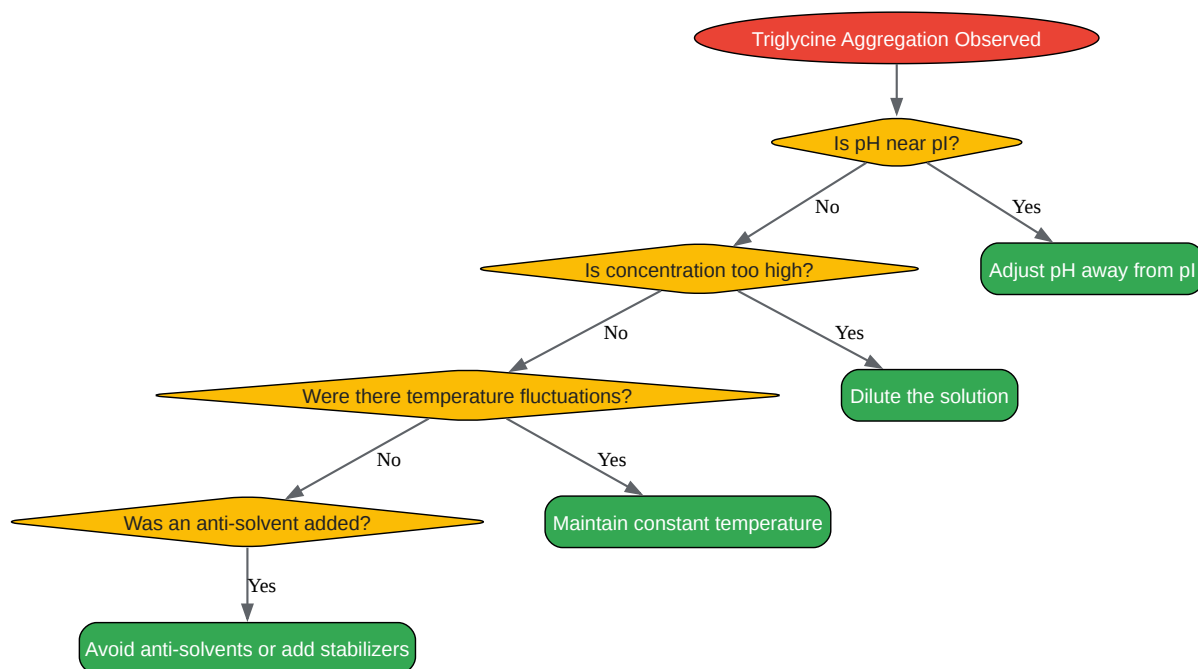 Triglycine Aggregation Observed
Is pH near pI?
No
Yes
Is concentration too high?
Adjust pH away from pI
No
Yes
Were there temperature fluctuations?
Dilute the solution
No
Yes
Was an anti-solvent added?
Maintain constant temperature
Yes
Avoid anti-solvents or add stabilizers